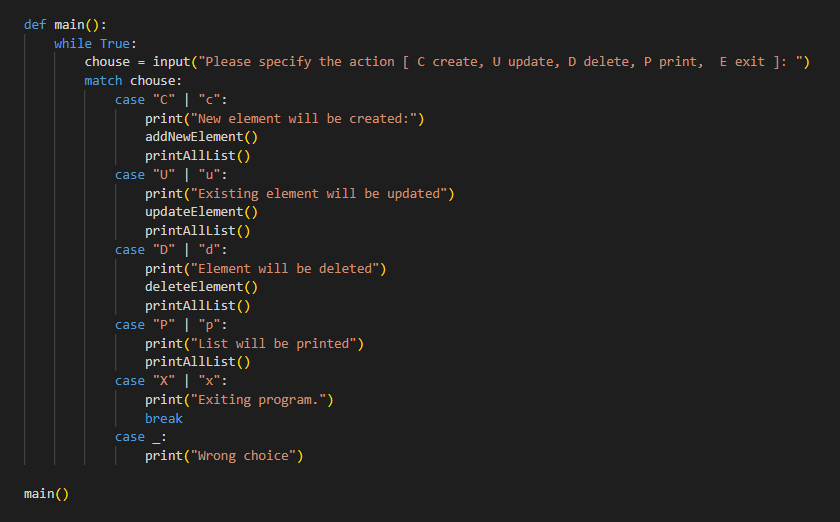 def main():
    while True:
        chouse = input("Please specify the action [ C create, U update, D delete, P print,  E exit ]: ")
        match chouse:
            case "C" | "c":
                print("New element will be created:")
                addNewElement()
                printAllList()
            case "U" | "u":
                print("Existing element will be updated")
                updateElement()
                printAllList()
            case "D" | "d":
                print("Element will be deleted")
                deleteElement()
                printAllList()
            case "P" | "p":
                print("List will be printed")
                printAllList()
            case "X" | "x":
                print("Exiting program.")
                break
            case _:
                print("Wrong choice")

main()